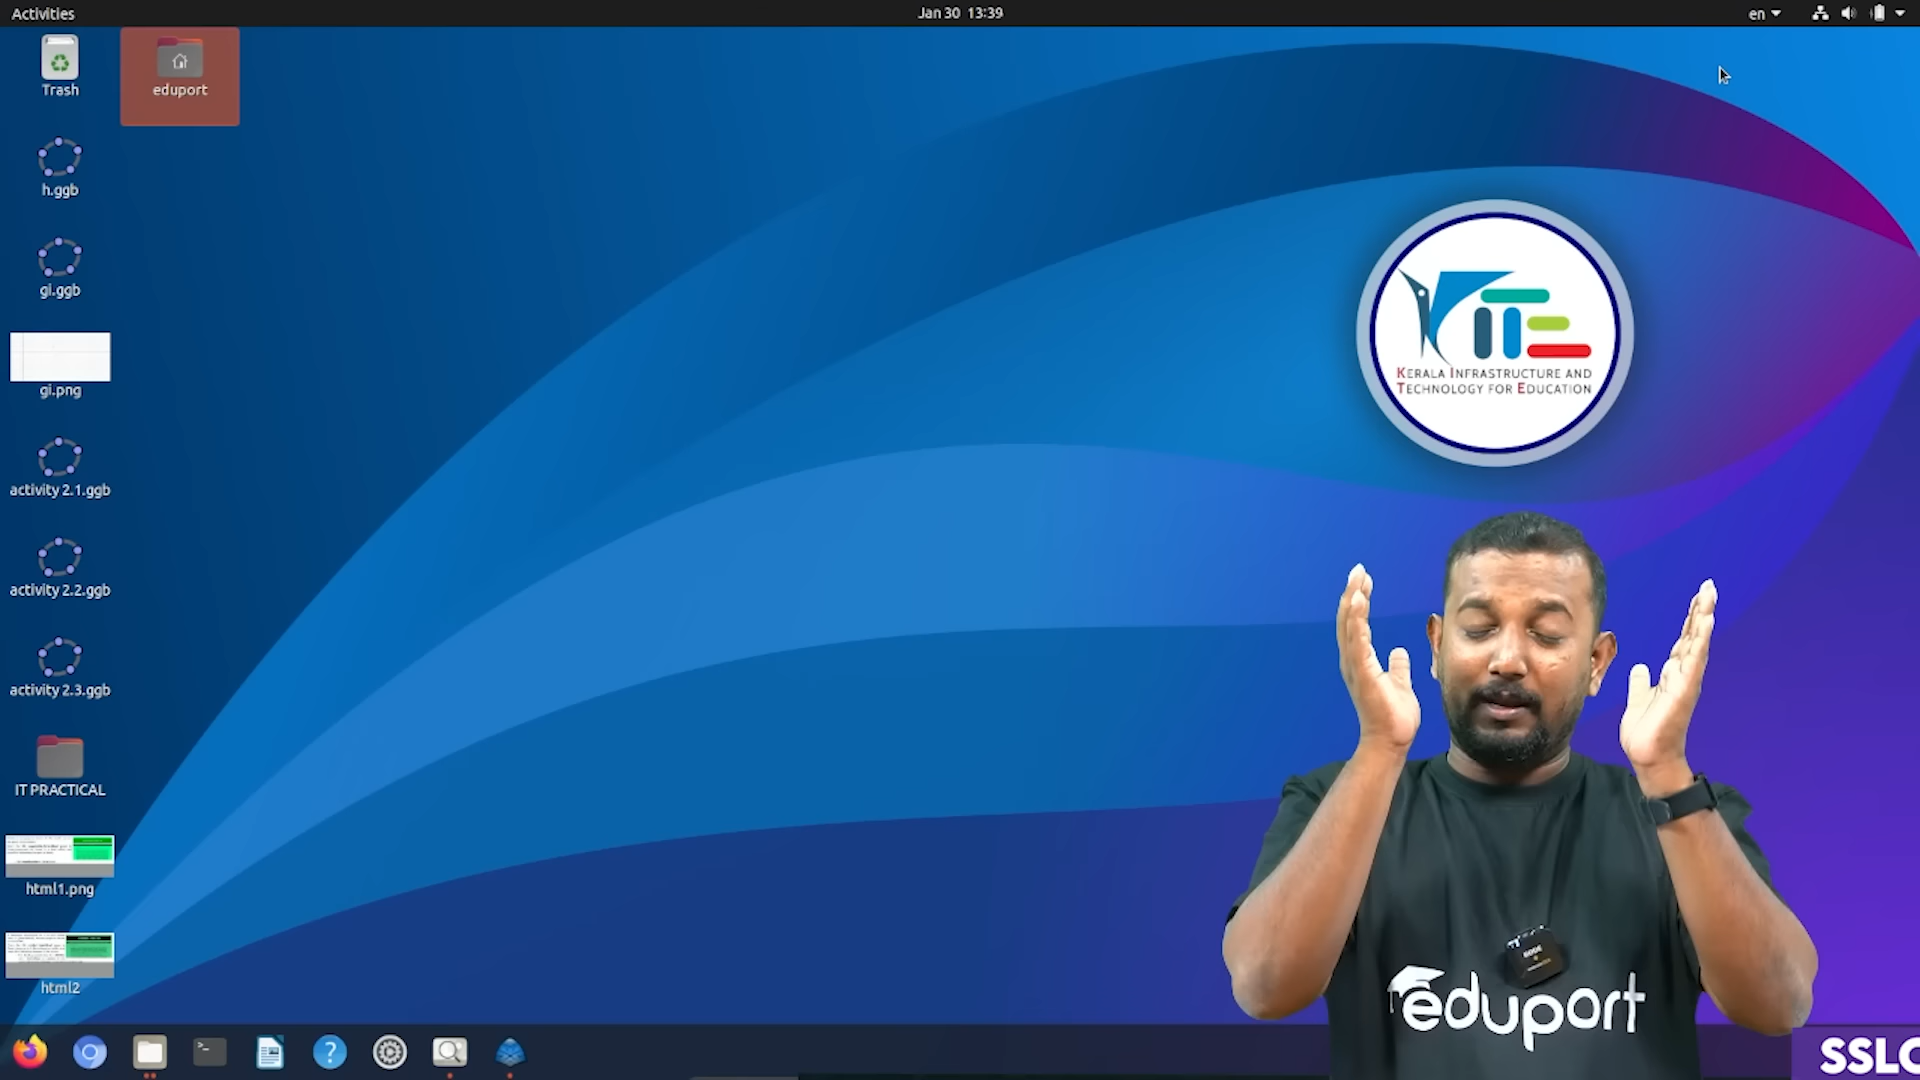 Activities
Jan 30 13:39
en
Trash
eduport
h.ggb
gi.ggb
gi.png
activity 2.1.ggb
activity 2.2.ggb
activity 2.3.ggb
IT PRACTICAL
html1.png
html2
KERALA INFRASTRUCTURE AND
TECHNOLOGY FOR EDUCATION
RODE
eduport
SSLC